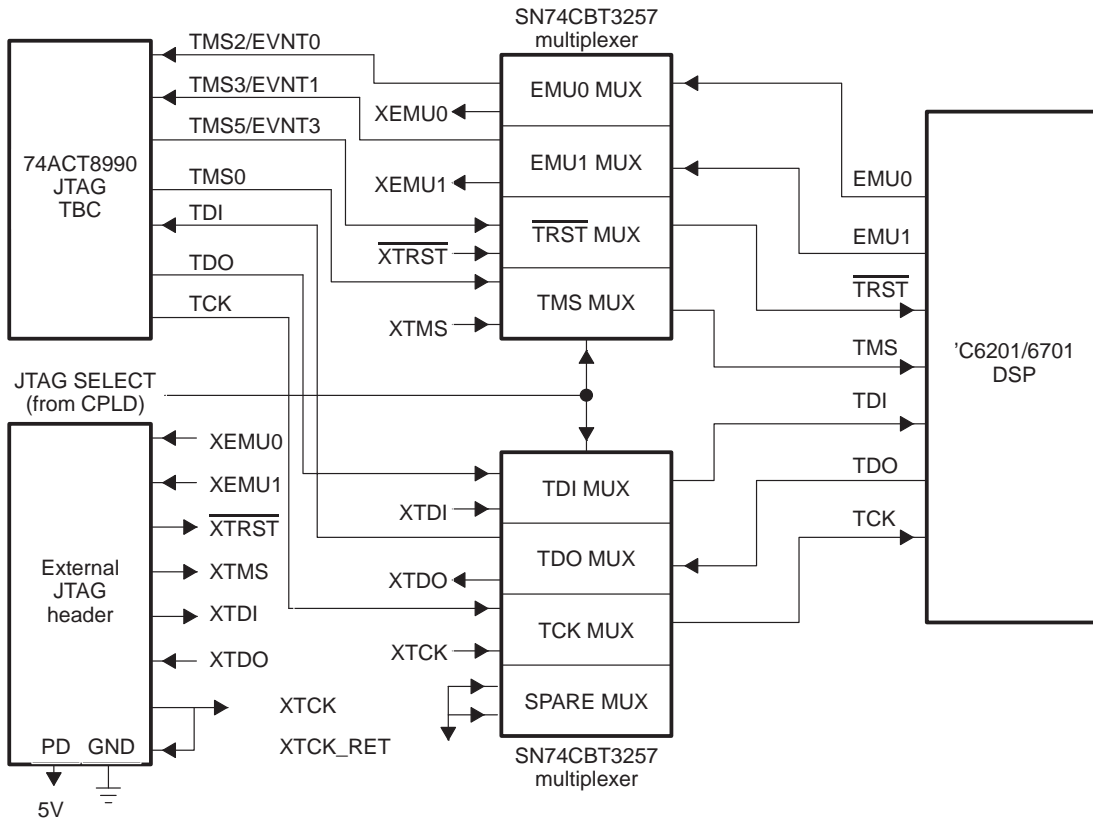 SN74CBT3257
multiplexer
TMS2/EVNT0
TMS3/EVNT1
TMS5/EVNT3
TMS0
TDI
TDO
TCK
74ACT8990
JTAG
TBC
XEMU0
XEMU1
XTRST
XTMS
EMU0 MUX
EMU1 MUX
TRST MUX
TMS MUX
EMU0
EMU1
TRST
TMS
TDI
TDO
TCK
'C6201/6701
DSP
JTAG SELECT
(from CPLD)
XEMU0
XEMU1
XTRST
XTMS
XTDI
XTDO
XTCK
XTCK_RET
External
JTAG
header
PD GND
5V
XTDI
XTDO
XTCK
TDI MUX
TDO MUX
TCK MUX
SPARE MUX
SN74CBT3257
multiplexer